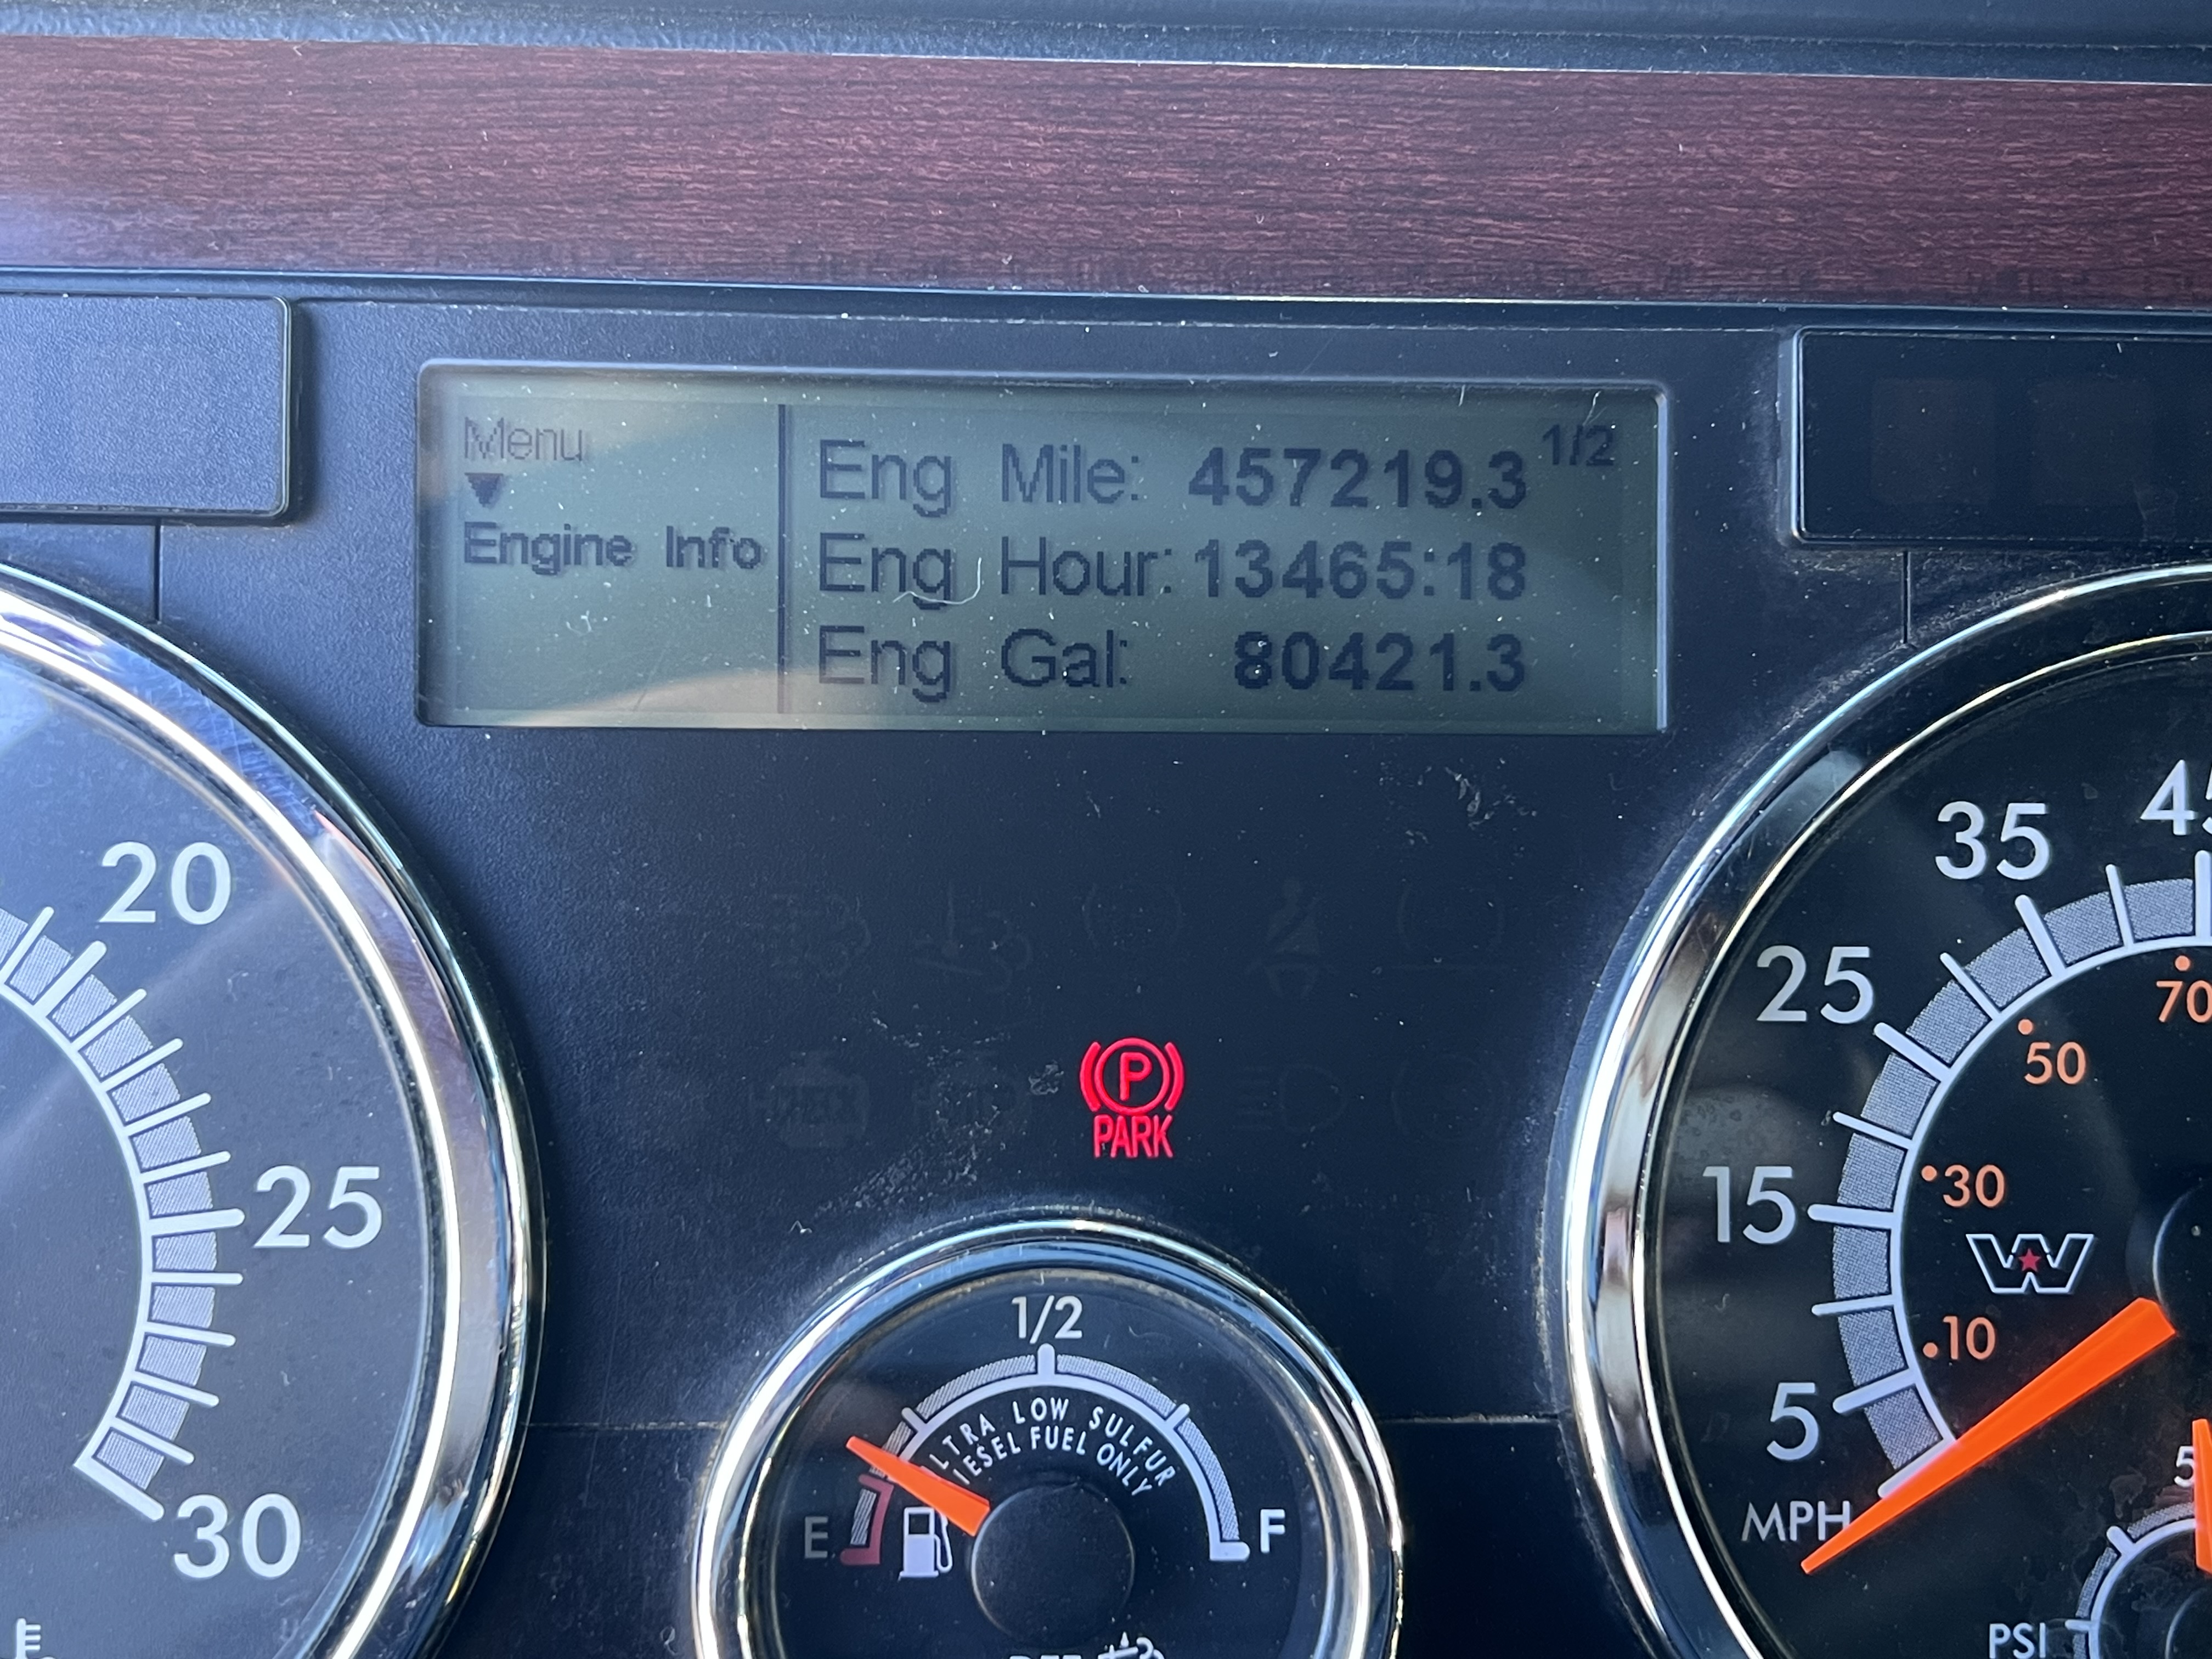 Menu
Engine Info
Eng Mile: 457219.3 1/2
Eng Hour: 13465:18
Eng Gal: 80421.3
20
25
30
P
PARK
1/2
E
F
ULTRA LOW SULFUR
DIESEL FUEL ONLY
45
35
25
15
5
MPH
70
50
30
10
W
PSI